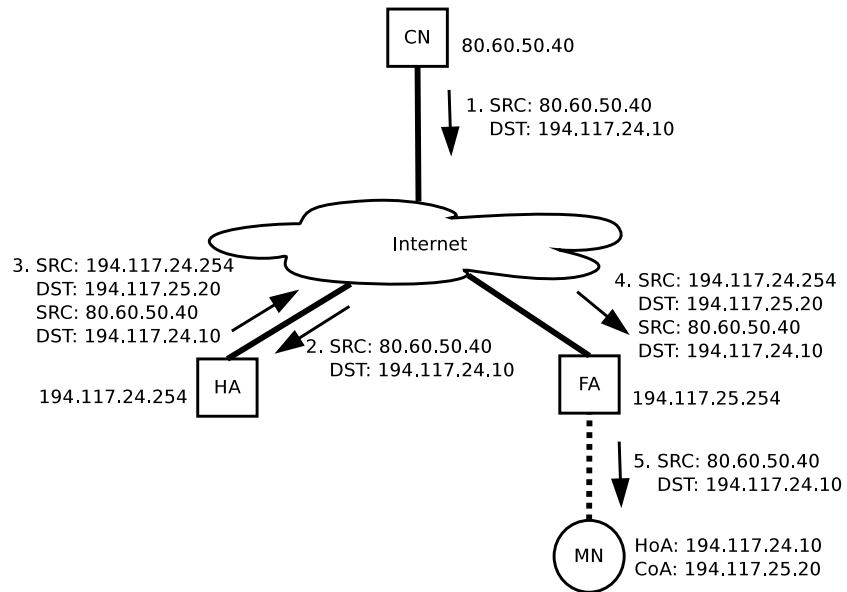 CN
80.60.50.40
1. SRC: 80.60.50.40
DST: 194.117.24.10
Internet
3. SRC: 194.117.24.254
DST: 194.117.25.20
SRC: 80.60.50.40
DST: 194.117.24.10
4. SRC: 194.117.24.254
DST: 194.117.25.20
SRC: 80.60.50.40
DST: 194.117.24.10
2. SRC: 80.60.50.40
DST: 194.117.24.10
HA
194.117.24.254
FA
194.117.25.254
5. SRC: 80.60.50.40
DST: 194.117.24.10
MN
HoA: 194.117.24.10
CoA: 194.117.25.20